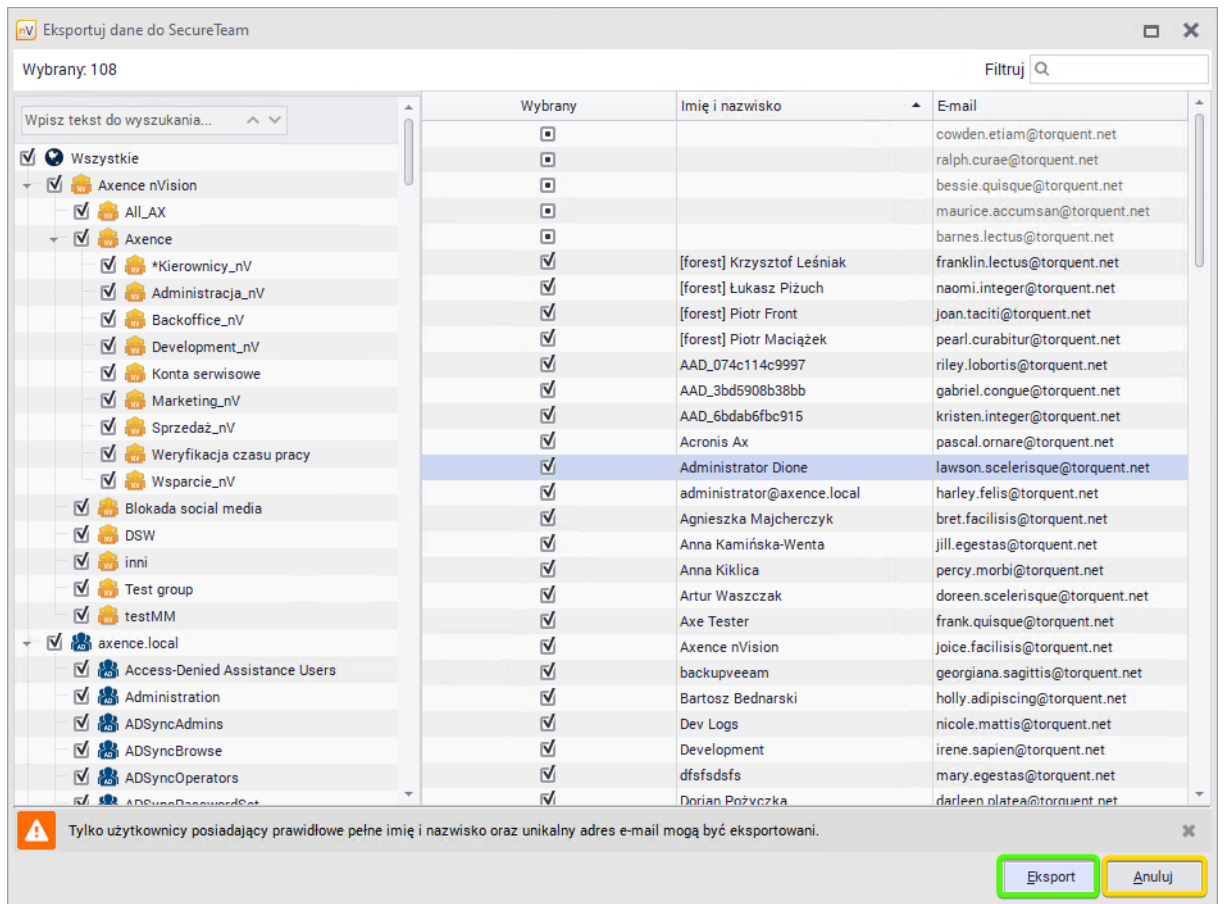 nV Eksportuj dane do SecureTeam
Wybrany: 108
Filtruj
Wpisz tekst do wyszukania...
Wszystkie
Axence nVision
All_AX
Axence
*Kierownicy_nV
Administracja_nV
Backoffice_nV
Development_nV
Konta serwisowe
Marketing_nV
Sprzedaż_nV
Weryfikacja czasu pracy
Wsparcie_nV
Blokada social media
DSW
inni
Test group
testMM
axence.local
Access-Denied Assistance Users
Administration
ADSyncAdmins
ADSyncBrowse
ADSyncOperators
ADSyncPasswordSet
Wybrany Imię i nazwisko E-mail
cowden.etiam@torquent.net
ralph.curae@torquent.net
bessie.quisque@torquent.net
maurice.accumsan@torquent.net
barnes.lectus@torquent.net
[forest] Krzysztof Leśniak franklin.lectus@torquent.net
[forest] Łukasz Piżuch naomi.integer@torquent.net
[forest] Piotr Front joan.taciti@torquent.net
[forest] Piotr Maciążek pearl.curabitur@torquent.net
AAD_074c114c9997 riley.lobortis@torquent.net
AAD_3bd5908b38bb gabriel.congue@torquent.net
AAD_6bdab6fbc915 kristen.integer@torquent.net
Acronis Ax pascal.ornare@torquent.net
Administrator Dione lawson.scelerisque@torquent.net
administrator@axence.local harley.felis@torquent.net
Agnieszka Majcherczyk bret.facilisis@torquent.net
Anna Kamińska-Wenta jill.egestas@torquent.net
Anna Kiklica percy.morbi@torquent.net
Artur Waszczak doreen.scelerisque@torquent.net
Axe Tester frank.quisque@torquent.net
Axence nVision joice.facilisis@torquent.net
backupveeam georgiana.sagittis@torquent.net
Bartosz Bednarski holly.adipiscing@torquent.net
Dev Logs nicole.mattis@torquent.net
Development irene.sapien@torquent.net
dfsfsdsfs mary.egestas@torquent.net
Dorian Pożyczka darleen.platea@torquent.net
Tylko użytkownicy posiadający prawidłowe pełne imię i nazwisko oraz unikalny adres e-mail mogą być eksportowani.
Eksport Anuluj